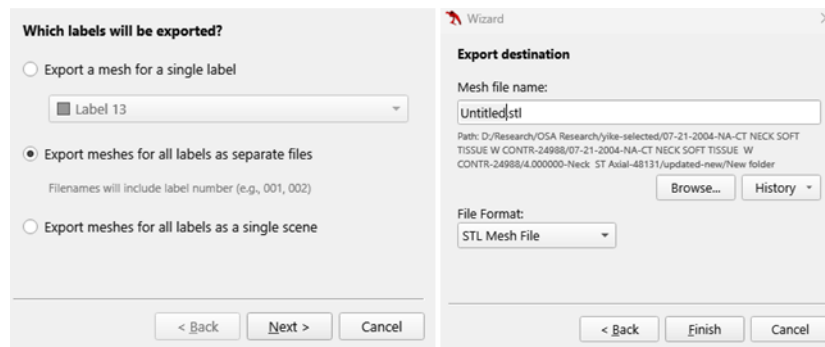 Which labels will be exported?
Export a mesh for a single label
Label 13
Export meshes for all labels as separate files
Filenames will include label number (e.g., 001, 002)
Export meshes for all labels as a single scene
< Back
Next >
Cancel
Wizard
Export destination
Mesh file name:
Untitled.stl
Path: D:/Research/OSA Research/yike-selected/07-21-2004-NA-CT NECK SOFT
TISSUE W CONTR-24988/07-21-2004-NA-CT NECK SOFT TISSUE W
CONTR-24988/4.000000-Neck ST Axial-48131/updated-new/New folder
Browse...
History
File Format:
STL Mesh File
< Back
Finish
Cancel